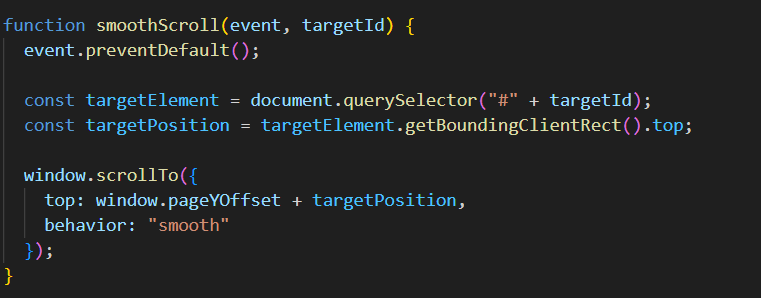 function smoothScroll(event, targetId) {
  event.preventDefault();

  const targetElement = document.querySelector("#" + targetId);
  const targetPosition = targetElement.getBoundingClientRect().top;

  window.scrollTo({
    top: window.pageYOffset + targetPosition,
    behavior: "smooth"
  });
}